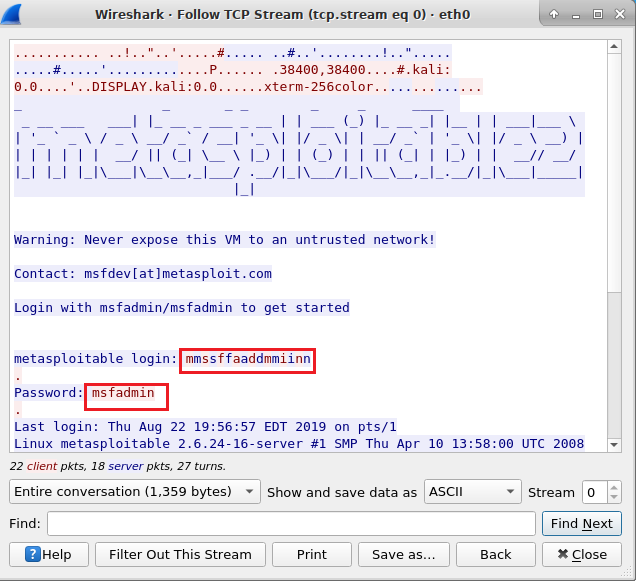 Wireshark · Follow TCP Stream (tcp.stream eq 0) · eth0
........... ..!.."..'.....#..... ..#..'........!..".....
.....#.....'...........…..P...... .38400,38400....#.kali:
0.0....'..DISPLAY.kali:0.0......xterm-256color..............
_                  _       _ _        _     _      ____
_ __ ___   ___| |_ __ _ ___ _ __ | | ___ (_) |_ __ _| |__ | | ___|___ \
| '_ ` _ \ / _ \ __/ _` / __| '_ \| |/ _ \| | __/ _` | '_ \| |/ _ \ __) |
| | | | | |  __/ || (_| \__ \ |_) | | (_) | | || (_| | |_) | |  __// __/
|_| |_| |_|\___|\__\__,_|___/ .__/|_|\___/|_|\__\__,_|_.__/|_|\___|_____|
|_|
Warning: Never expose this VM to an untrusted network!
Contact: msfdev[at]metasploit.com
Login with msfadmin/msfadmin to get started
metasploitable login: mmssffaaddmmiinn
.
Password: msfadmin
.
Last login: Thu Aug 22 19:56:57 EDT 2019 on pts/1
Linux metasploitable 2.6.24-16-server #1 SMP Thu Apr 10 13:58:00 UTC 2008
22 client pkts, 18 server pkts, 27 turns.
Entire conversation (1,359 bytes) Show and save data as ASCII Stream 0
Find: Find Next
?Help Filter Out This Stream Print Save as... Back Close